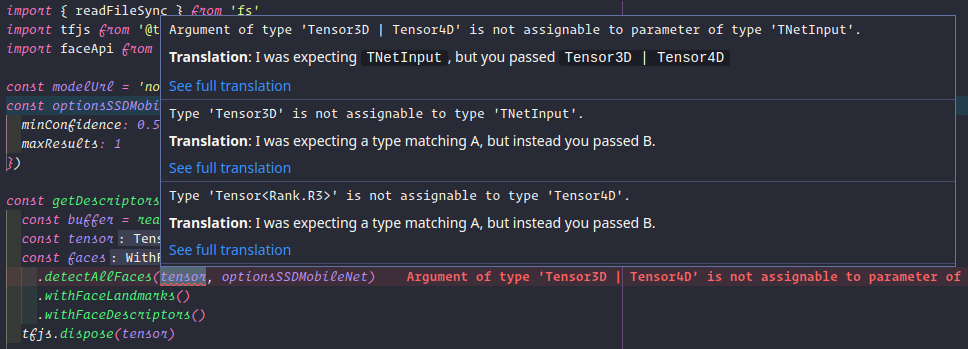 import { readFileSync } from 'fs'
import tfjs from '@t
import faceApi from
const modelUrl = 'no
const optionsSSDMobi
minConfidence: 0.5
maxResults: 1
})
const getDescriptors
const buffer = rea
const tensor : Tens
const faces : WithF
.detectAllFaces(tensor, optionsSSDMobileNet) Argument of type 'Tensor3D | Tensor4D' is not assignable to parameter of
.withFaceLandmarks()
.withFaceDescriptors()
tfjs.dispose(tensor)
Argument of type 'Tensor3D | Tensor4D' is not assignable to parameter of type 'TNetInput'.
Translation: I was expecting TNetInput , but you passed Tensor3D | Tensor4D
See full translation
Type 'Tensor3D' is not assignable to type 'TNetInput'.
Translation: I was expecting a type matching A, but instead you passed B.
See full translation
Type 'Tensor<Rank.R3>' is not assignable to type 'Tensor4D'.
Translation: I was expecting a type matching A, but instead you passed B.
See full translation